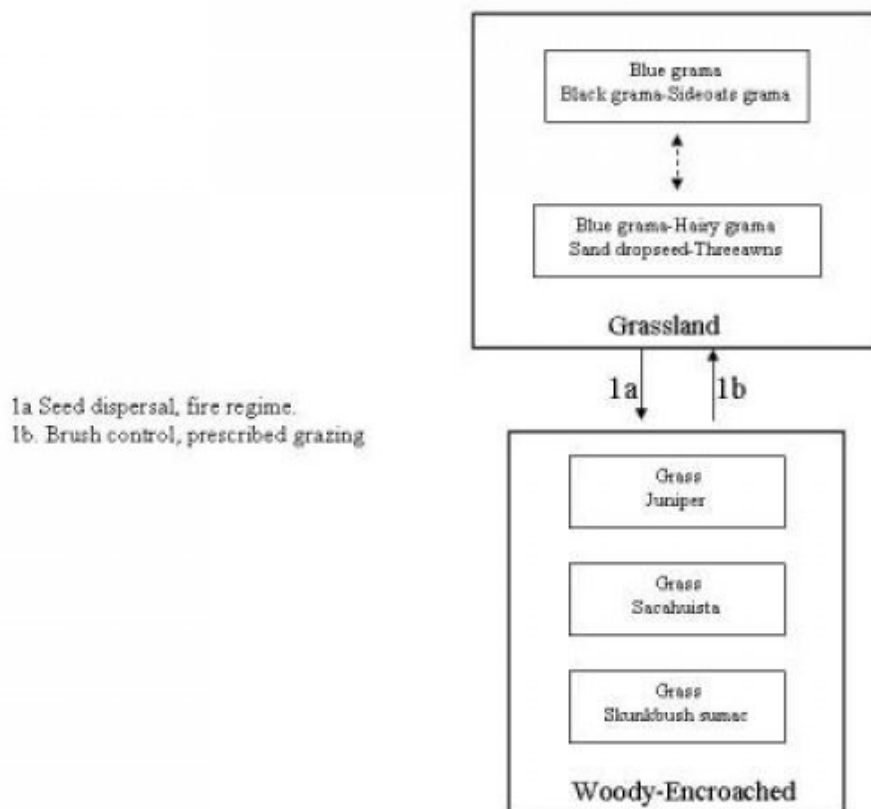 Blue grama
Black grama-Sideoats grama
Blue grama-Hairy grama
Sand dropseed-Threeawns
Grassland
1a
1b
1a Seed dispersal, fire regime.
1b. Brush control, prescribed grazing
Grass
Juniper
Grass
Sacahuista
Grass
Skunkbush sumac
Woody-Encroached